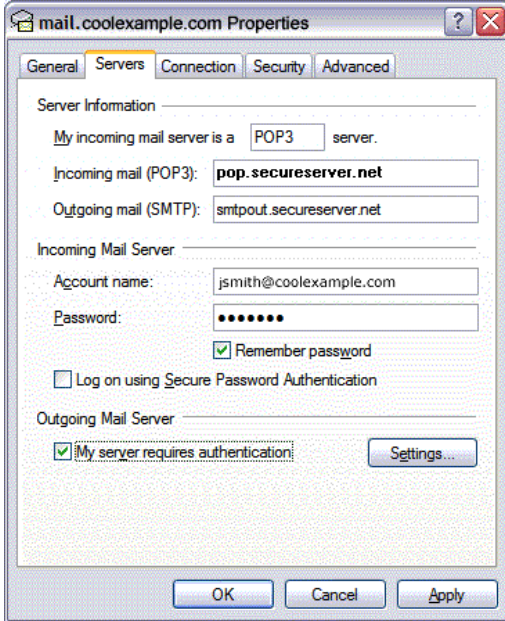 mail.coolexample.com Properties
General Servers Connection Security Advanced
Server Information
My incoming mail server is a POP3 server.
Incoming mail (POP3): pop.secureserver.net
Outgoing mail (SMTP): smtpout.secureserver.net
Incoming Mail Server
Account name: jsmith@coolexample.com
Password: •••••••
Remember password
Log on using Secure Password Authentication
Outgoing Mail Server
My server requires authentication Settings...
OK Cancel Apply